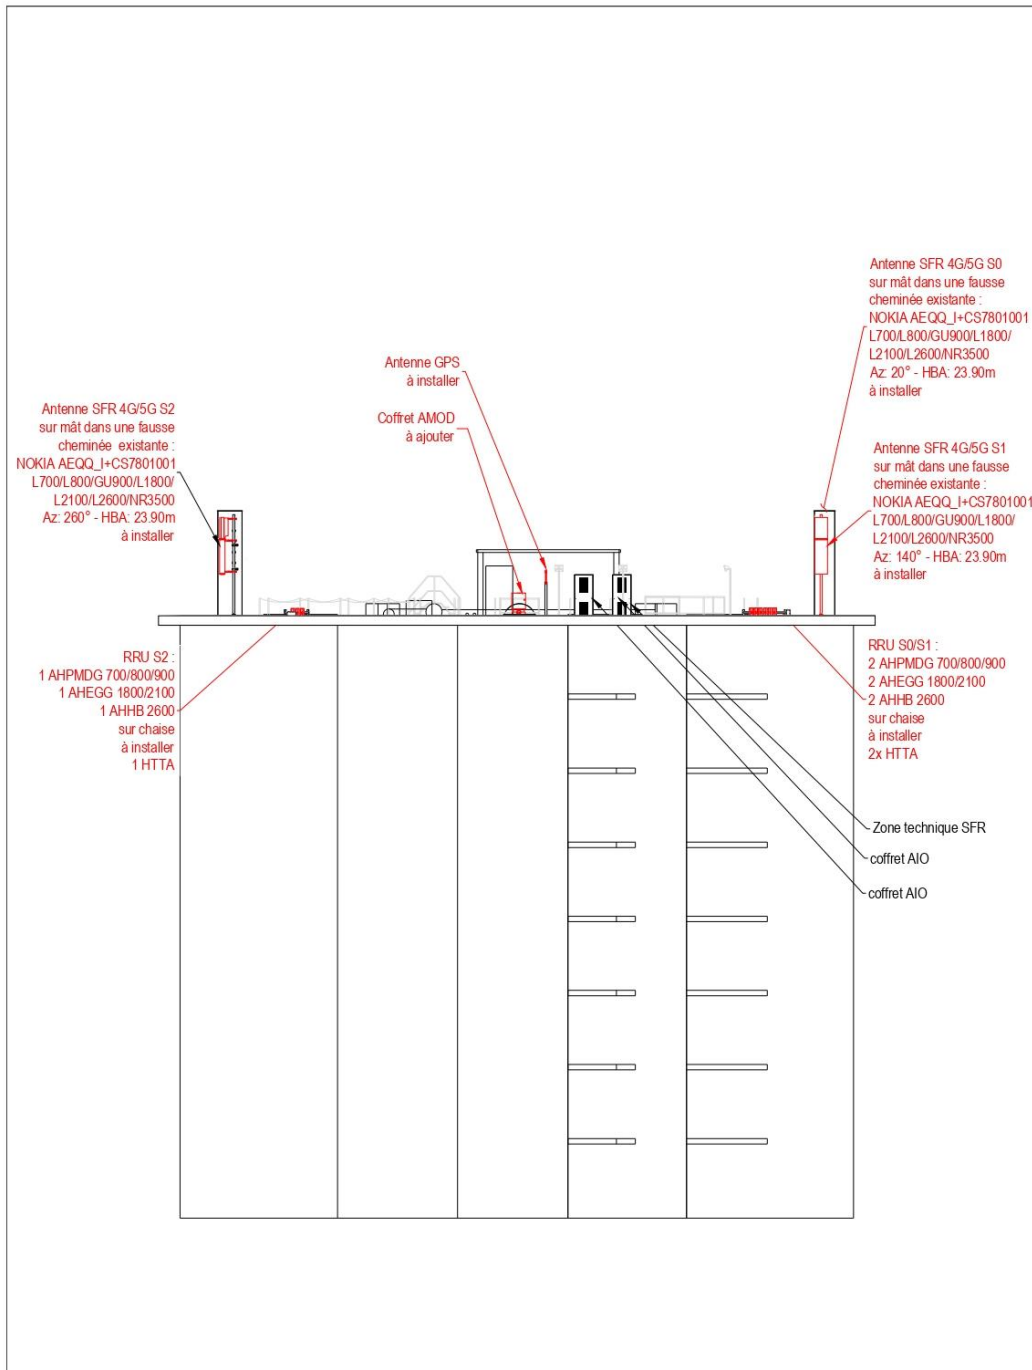 Antenne SFR 4G/5G S0
sur mât dans une fausse
cheminée existante :
NOKIA AEQQ_I+CS7801001
L700/L800/GU900/L1800/
L2100/L2600/NR3500
Az: 20° - HBA: 23.90m
à installer
Antenne GPS
à installer
Coffret AMOD
à ajouter
Antenne SFR 4G/5G S2
sur mât dans une fausse
cheminée existante :
NOKIA AEQQ_I+CS7801001
L700/L800/GU900/L1800/
L2100/L2600/NR3500
Az: 260° - HBA: 23.90m
à installer
Antenne SFR 4G/5G S1
sur mât dans une fausse
cheminée existante :
NOKIA AEQQ_I+CS7801001
L700/L800/GU900/L1800/
L2100/L2600/NR3500
Az: 140° - HBA: 23.90m
à installer
RRU S2 :
1 AHPMDG 700/800/900
1 AHEGG 1800/2100
1 AHHB 2600
sur chaise
à installer
1 HTTA
RRU S0/S1 :
2 AHPMDG 700/800/900
2 AHEGG 1800/2100
2 AHHB 2600
sur chaise
à installer
2x HTTA
Zone technique SFR
coffret AIO
coffret AIO